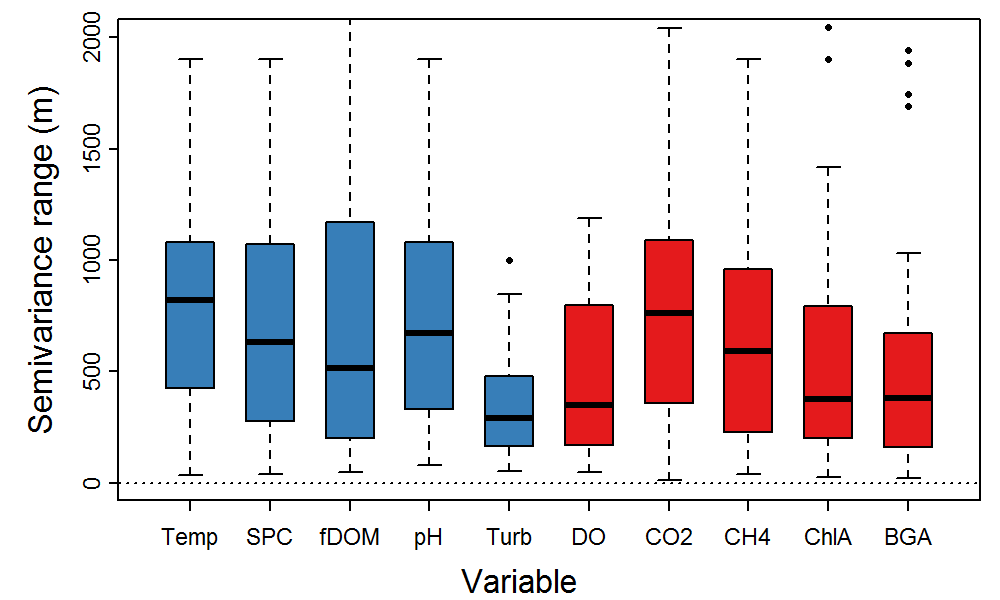 Semivariance range (m)
2000
1500
1000
500
0
Temp SPC fDOM pH Turb DO CO2 CH4 ChlA BGA
Variable